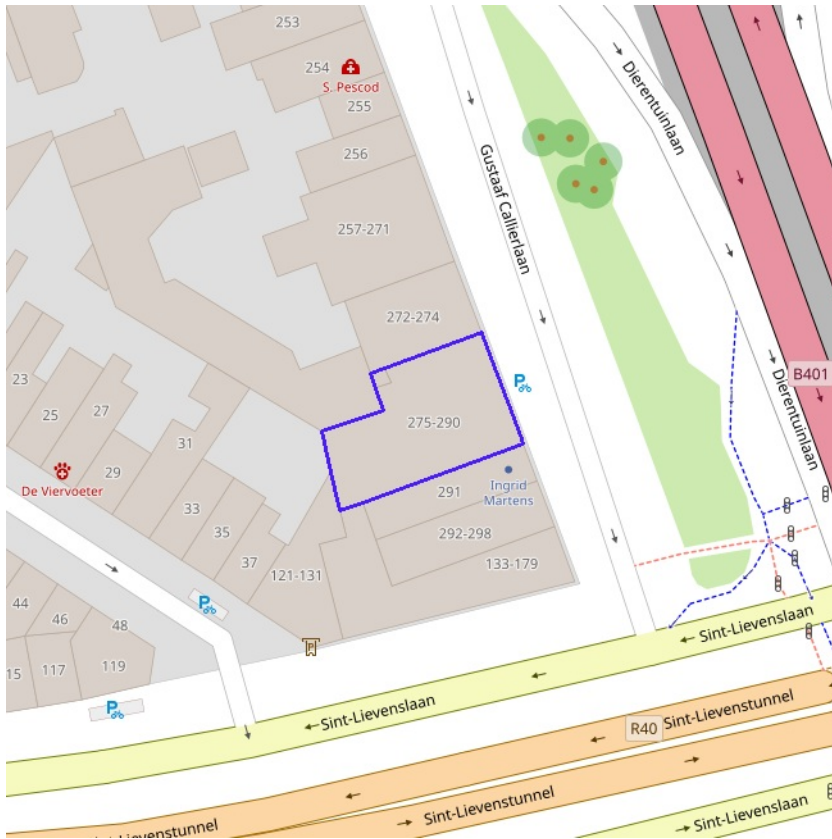 253
254
S. Pescod
255
256
257-271
272-274
275-290
291
Ingrid
Martens
292-298
133-179
121-131
23
25
27
29
31
33
35
37
De Viervoeter
44
46
48
15
117
119
P
P
P
P
Gustaaf Callierlaan
Dierentuinlaan
Dierentuinlaan
B401
Sint-Lievenslaan
Sint-Lievenslaan
R40
Sint-Lievenstunnel
Sint-Lievenstunnel
Sint-Lievenstunnel
Sint-Lievenslaan